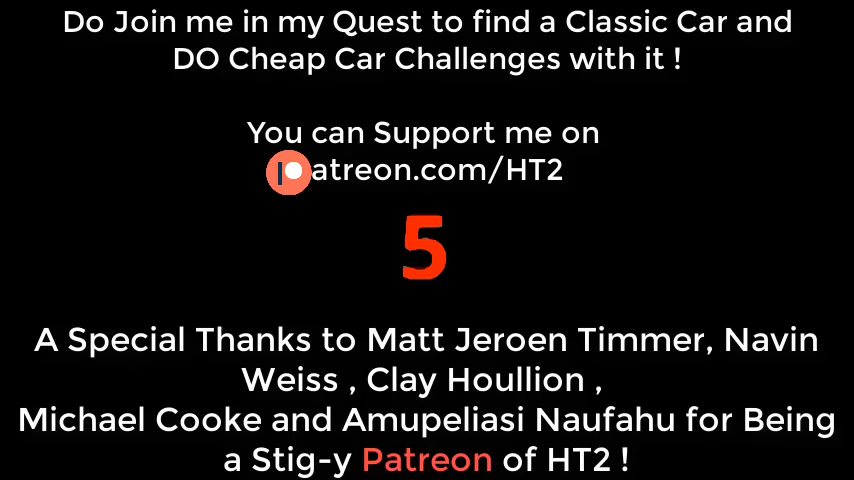 Do Join me in my Quest to find a Classic Car and
DO Cheap Car Challenges with it !
You can Support me on
Patreon.com/HT2
5
A Special Thanks to Matt Jeroen Timmer, Navin
Weiss , Clay Houllion ,
Michael Cooke and Amupeliasi Naufahu for Being
a Stig-y Patreon of HT2 !